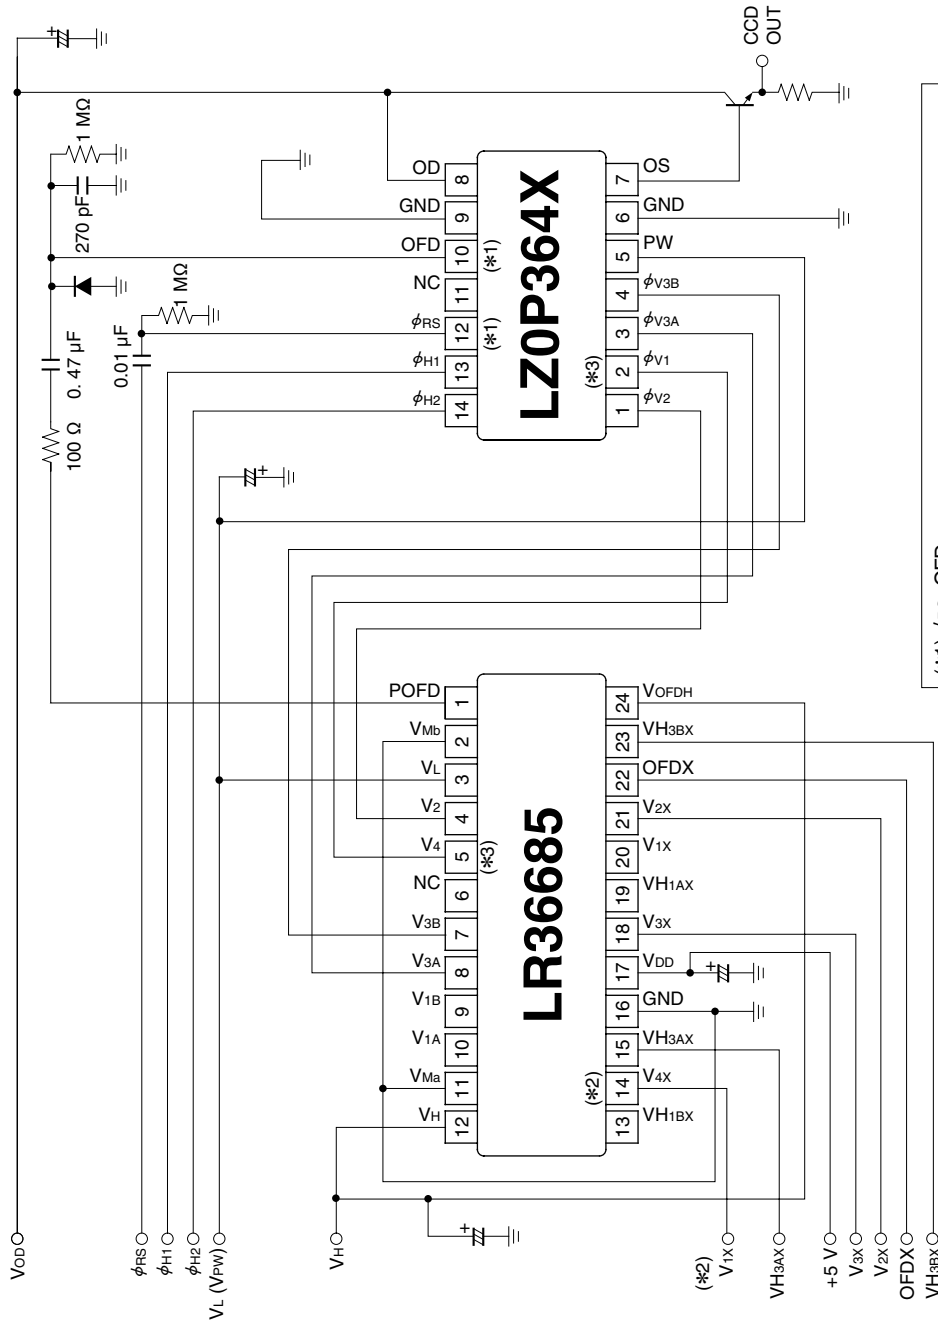 VOD
φRS
φH1
φH2
VL (VPW)
VH
(*2)
V1X
VH3AX
+5 V
V3X
V2X
OFDX
VH3BX
+
100 Ω
0. 47 µF
270 pF
1 MΩ
0.01 µF
1 MΩ
+
+
+
CCD
OUT
LR36685
VH
VMa
V1A
V1B
V3A
V3B
NC
V4
V2
VL
VMb
POFD
12
11
10
9
8
7
6
5
4
3
2
1
(*3)
(*2)
13
14
15
16
17
18
19
20
21
22
23
24
VH1BX
V4X
VH3AX
GND
VDD
V3X
VH1AX
V1X
V2X
OFDX
VH3BX
VOFDH
LZ0P364X
φH2
φH1
φRS
NC
OFD
GND
OD
14
13
12
11
10
9
8
(*1)
(*1)
(*3)
1
2
3
4
5
6
7
φV2
φV1
φV3A
φV3B
PW
GND
OS